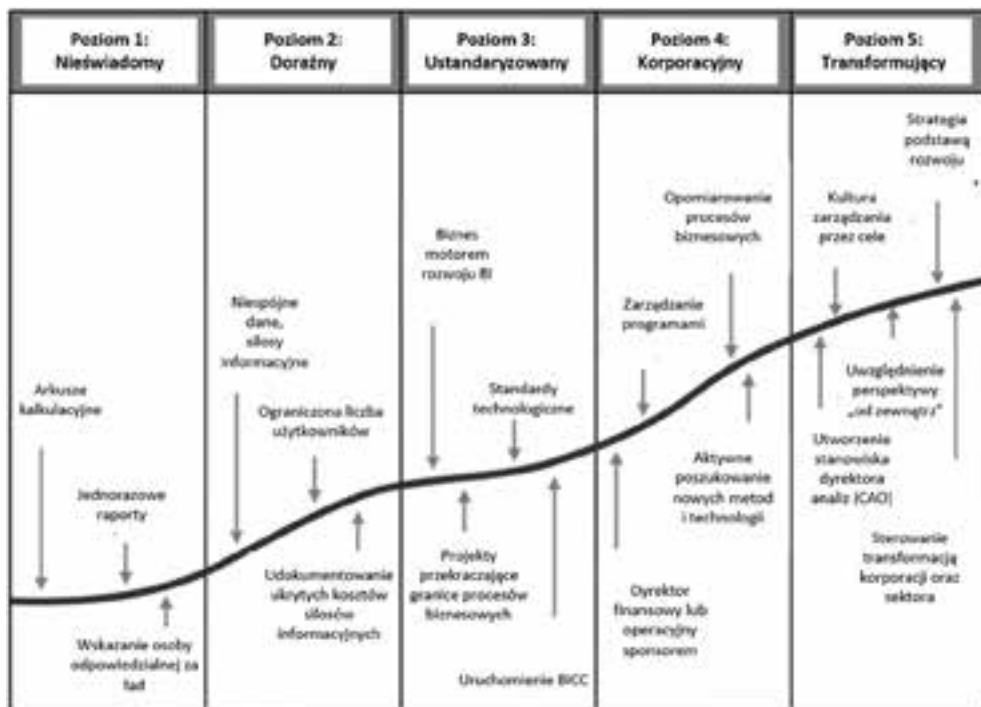 Poziom 1:
Nieświadomy
Poziom 2:
Doraźny
Poziom 3:
Ustandaryzowany
Poziom 4:
Korporacyjny
Poziom 5:
Transformujący
Arkusze
kalkulacyjne
Jednorazowe
raporty
Wskazanie osoby
odpowiedzialnej za
ład
Niespójne
dane,
silosy
informacyjne
Ograniczona liczba
użytkowników
Udokumentowanie
ukrytych kosztów
silosów
informacyjnych
Biznes
motorem
rozwoju BI
Standardy
technologiczne
Projekty
przekraczające
granice procesów
biznesowych
Uruchomienie BICC
Opomiarowanie
procesów
biznesowych
Zarządzanie
programami
Aktywne
poszukowanie
nowych metod
i technologii
Dyrektor
finansowy lub
operacyjny
sponsorem
Strategia
podstawą
rozwoju
Kultura
zarządzania
przez cele
Uwzględnienie
perspektywy
„od zewnątrz"
Utworzenie
stanowiska
dyrektora
analiz (CAO)
Sterowanie
transformacją
korporacji oraz
sektora